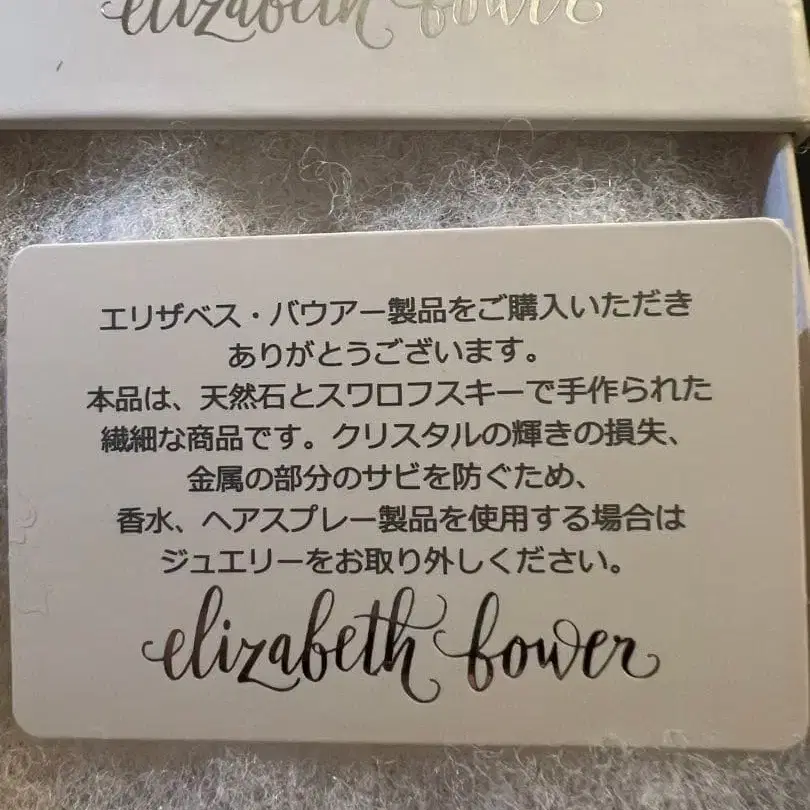 elizabeth bower
エリザベス・バウアー製品をご購入いただき
ありがとうございます。
本品は、天然石とスワロフスキーで手作られた
繊細な商品です。クリスタルの輝きの損失、
金属の部分のサビを防ぐため、
香水、ヘアスプレー製品を使用する場合は
ジュエリーをお取り外しください。
elizabeth bower